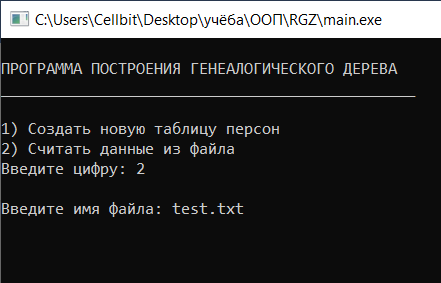 C:\Users\Cellbit\Desktop\учёба\ООП\RGZ\main.exe
ПРОГРАММА ПОСТРОЕНИЯ ГЕНЕАЛОГИЧЕСКОГО ДЕРЕВА
1) Создать новую таблицу персон
2) Считать данные из файла
Введите цифру: 2
Введите имя файла: test.txt